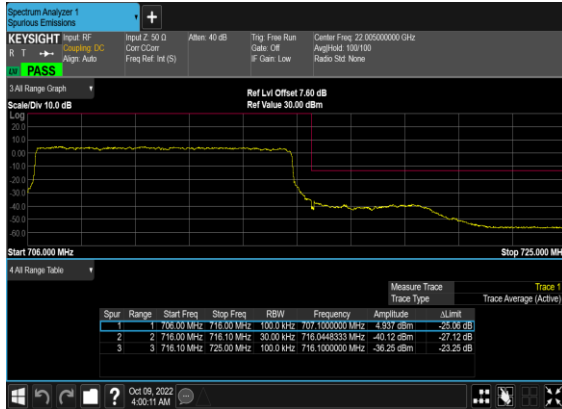 Spectrum Analyzer 1
Spurious Emissions
+
KEYSIGHT Input: RF Input Z: 50 Ω Atten: 40 dB Trig: Free Run Center Freq: 22.005000000 GHz
R T Coupling: DC Corr CCorr Gate: Off Avg|Hold: 100/100
Align: Auto Freq Ref: Int (S) IF Gain: Low Radio Std: None
PASS
3 All Range Graph
Ref Lvl Offset 7.60 dB
Scale/Div 10.0 dB Ref Value 30.00 dBm
Log
20.0
10.0
0.00
-10.0
-20.0
-30.0
-40.0
-50.0
-60.0
Start 706.000 MHz Stop 725.000 MH
4 All Range Table
Measure Trace Trace 1
Trace Type Trace Average (Active)
Spur Range Start Freq Stop Freq RBW Frequency Amplitude ΔLimit
1 1 706.00 MHz 716.00 MHz 100.0 kHz 707.1000000 MHz 4.937 dBm -25.06 dB
2 2 716.00 MHz 716.10 MHz 30.00 kHz 716.0448333 MHz -40.12 dBm -27.12 dB
3 3 716.10 MHz 725.00 MHz 100.0 kHz 716.1000000 MHz -36.25 dBm -23.25 dB
? Oct 09, 2022
4:00:11 AM